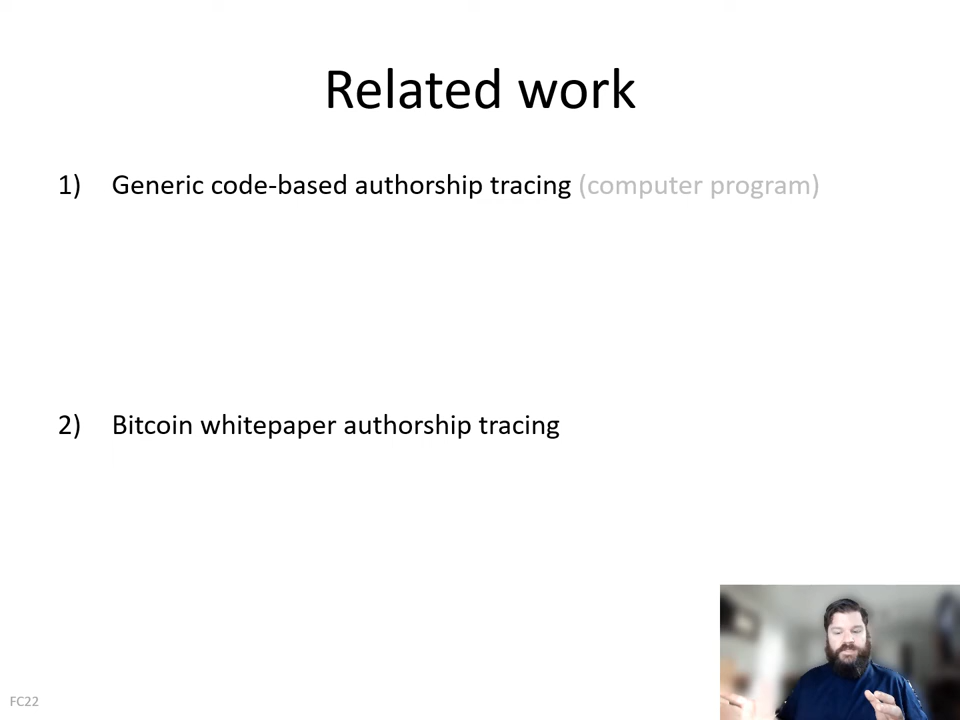 Related work
1) Generic code-based authorship tracing (computer program)
2) Bitcoin whitepaper authorship tracing
FC22